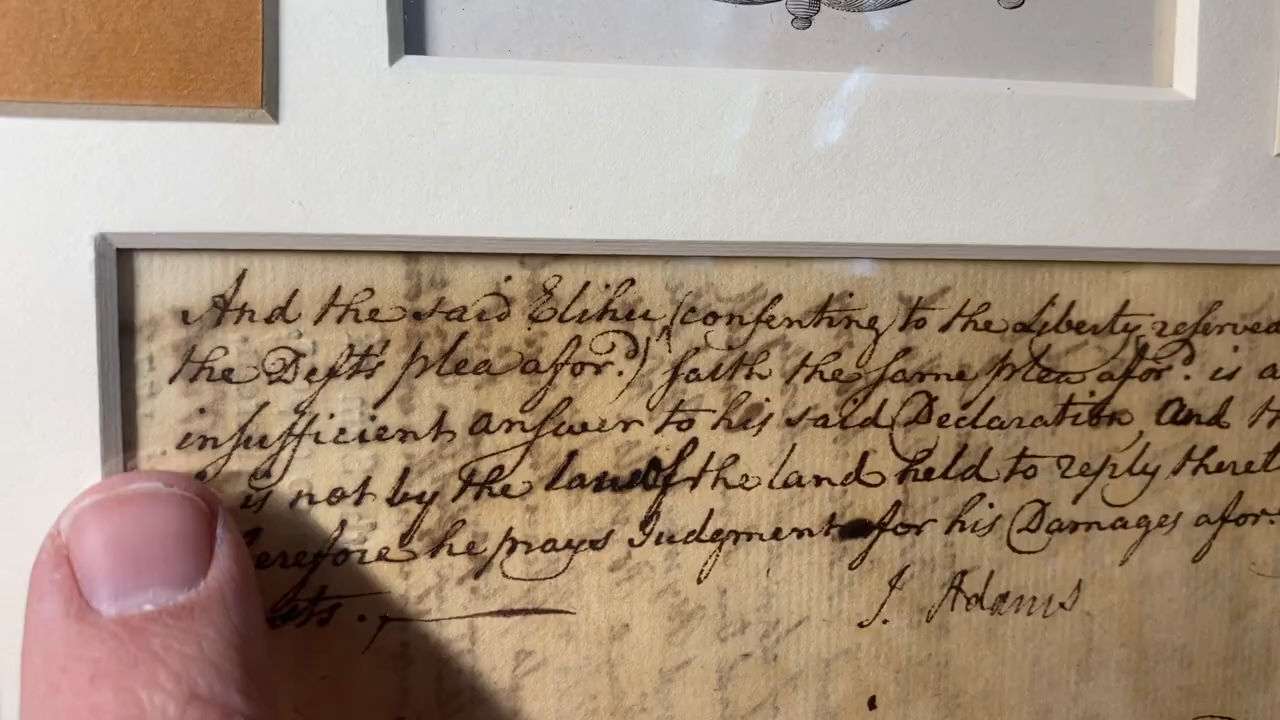 And the said Elihu (consenting to the Liberty reserved
the Deft's plea afor.d) saith the same plea afor.d is a
insufficient answer to his said Declaration, and th
is not by the law of the land held to reply theret
erefore he prays Judgment for his Damages afor.
sts.
J. Adams